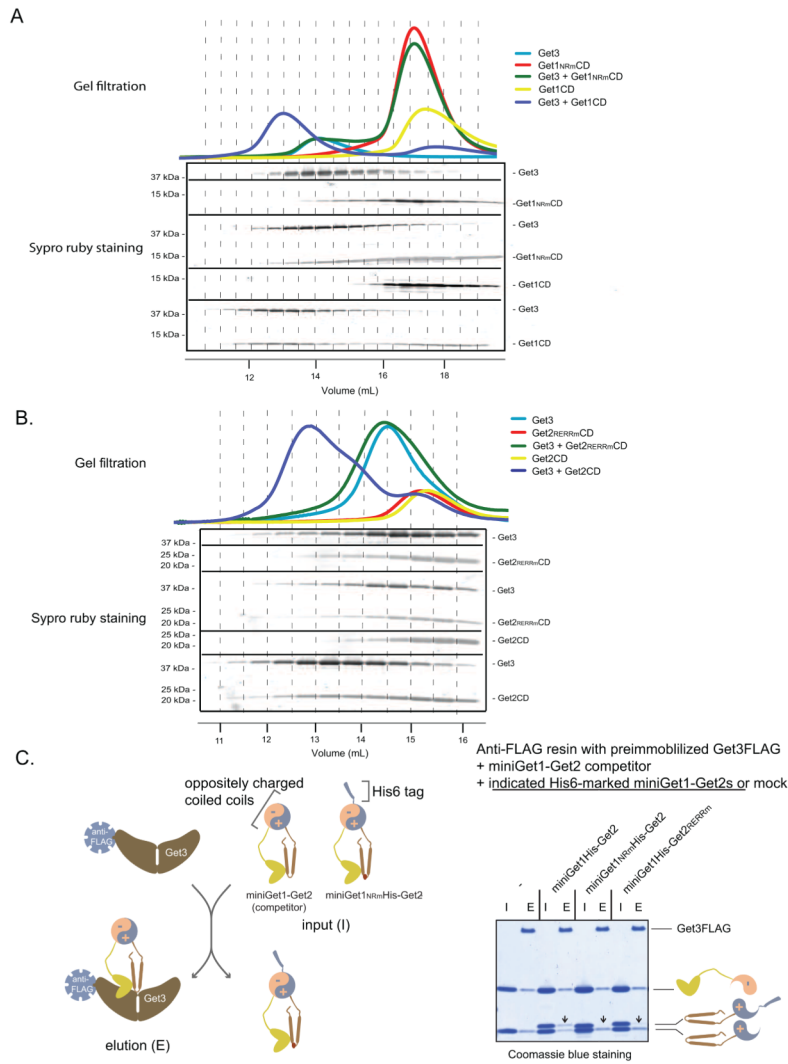 A
Gel filtration
Get3
Get1NRmCD
Get3 + Get1NRmCD
Get1CD
Get3 + Get1CD
Sypro ruby staining
37 kDa -
- Get3
15 kDa -
-Get1NRmCD
- Get3
37 kDa -
15 kDa -
-Get1NRmCD
15 kDa -
- Get1CD
- Get3
37 kDa -
15 kDa -
- Get1CD
12
14
16
18
Volume (mL)
B.
Gel filtration
Get3
Get2RERRmCD
Get3 + Get2RERRmCD
Get2CD
Get3 + Get2CD
Sypro ruby staining
- Get3
37 kDa -
25 kDa -
20 kDa -
- Get2RERRmCD
37 kDa -
- Get3
25 kDa -
20 kDa -
- Get2RERRmCD
25 kDa -
20 kDa -
- Get2CD
37 kDa -
- Get3
25 kDa -
20 kDa -
- Get2CD
11
12
13
14
15
16
Volume (mL)
C.
oppositely charged
coiled coils
His6 tag
anti-
FLAG
Get3
-
+
-
+
miniGet1-Get2
(competitor)
miniGet1NRmHis-Get2
input (I)
-
+
anti-
FLAG
Get3
-
+
elution (E)
Anti-FLAG resin with preimmoblilized Get3FLAG
+ miniGet1-Get2 competitor
+ indicated His6-marked miniGet1-Get2s or mock
miniGet1His-Get2
miniGet1NRmHis-Get2
miniGet1His-Get2RERRm
I E I E I E I E
Get3FLAG
-
+
+
Coomassie blue staining